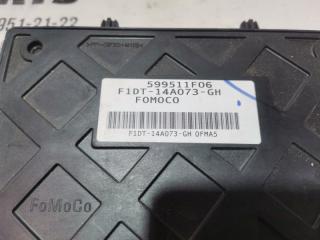 951-21-22
599511F06
F1DT-14A073-GH
FOMOCO
F1DT-14A073-GH 0FMA5
FoMoCo